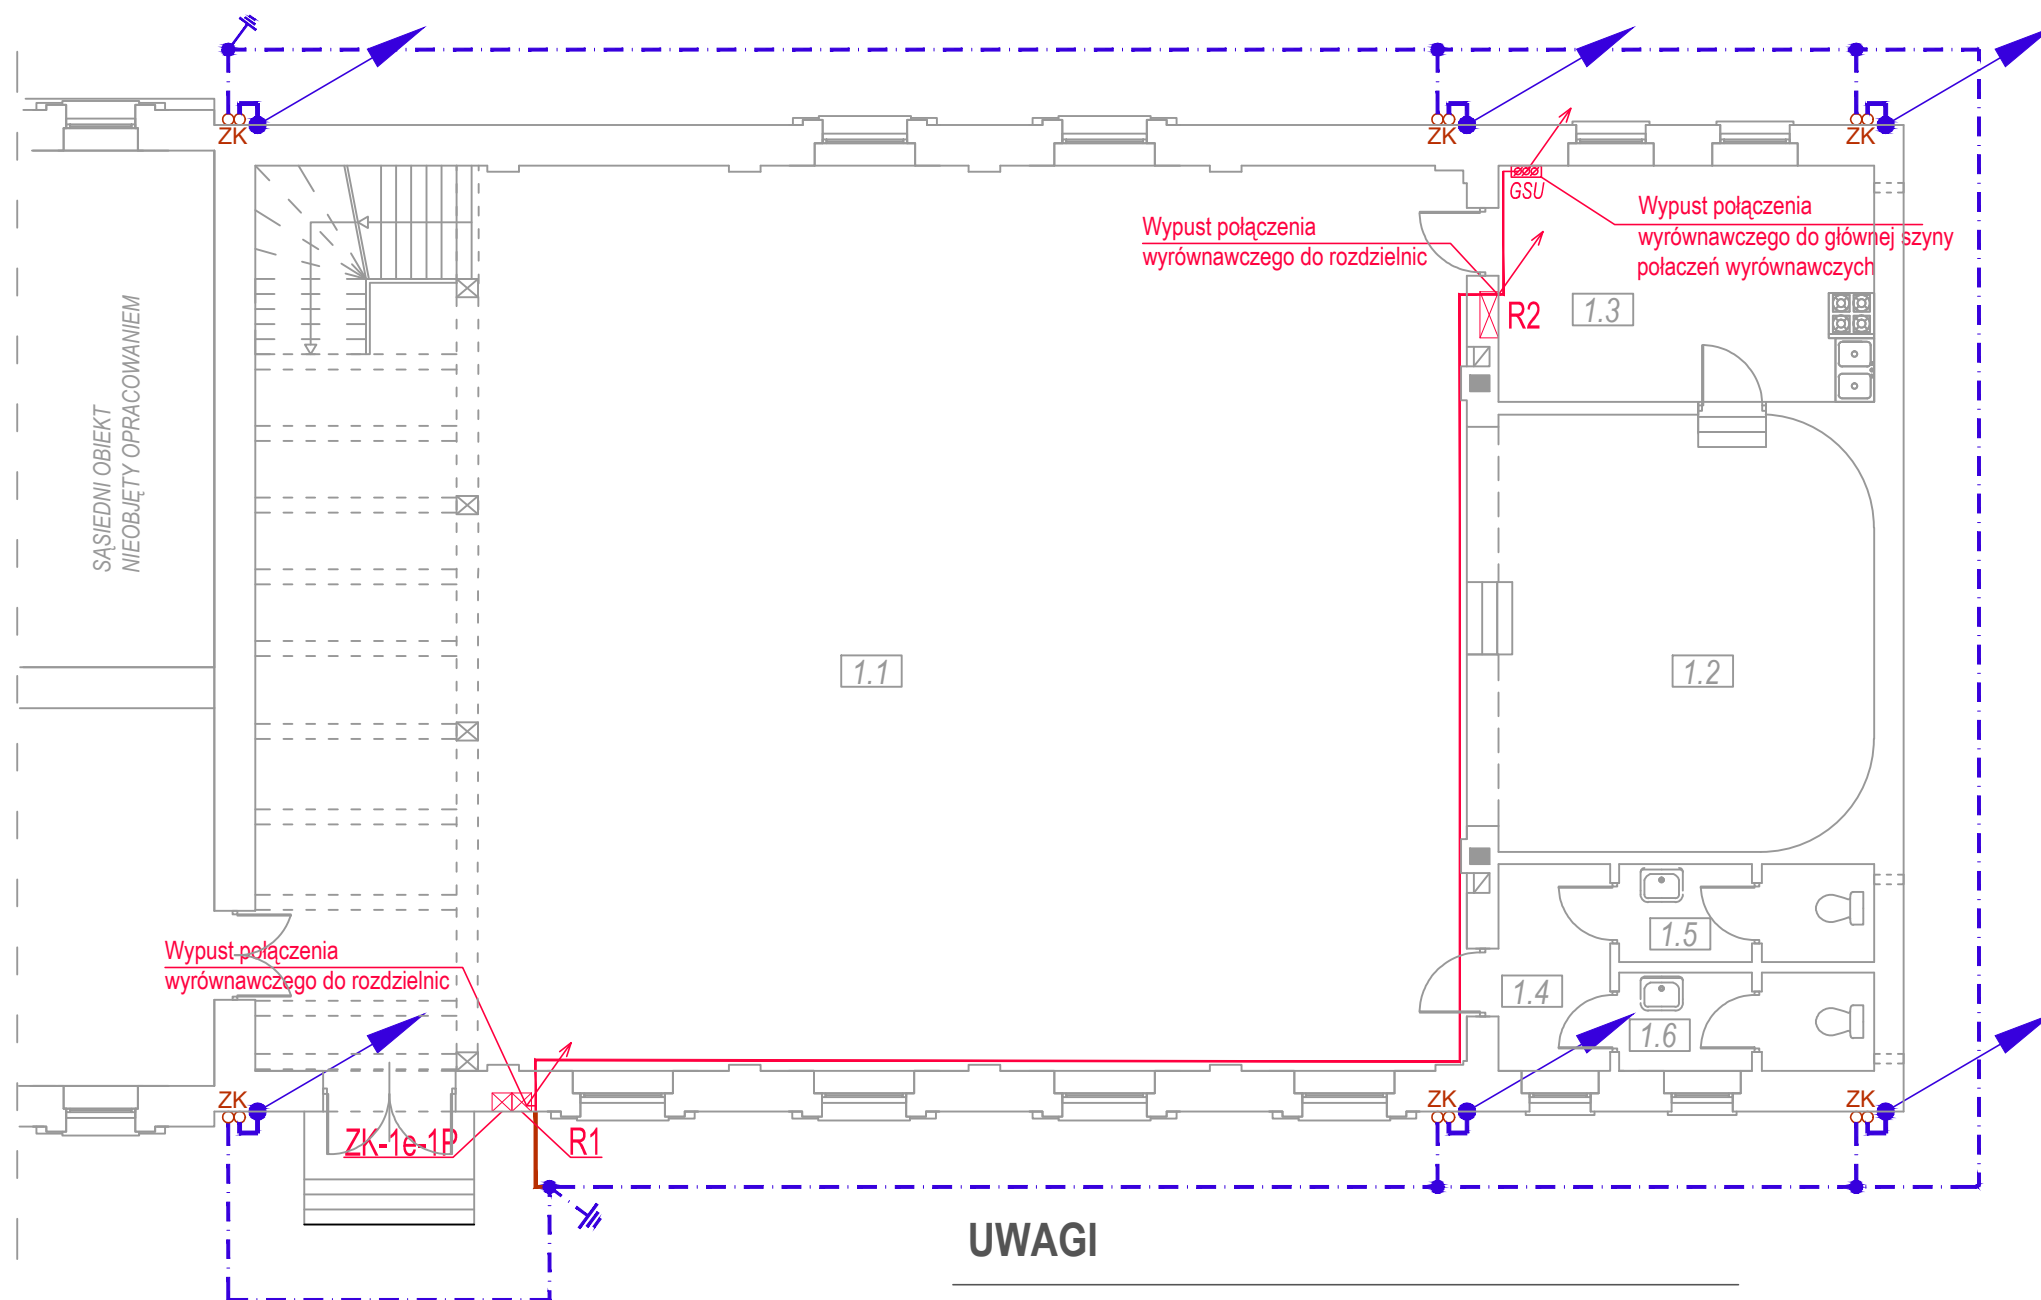 ZK
ZK
ZK
GSU
Wypust połączenia
wyrównawczego do rozdzielnic
Wypust połączenia
wyrównawczego do głównej szyny
połaczeń wyrównawczych
R2
1.3
SĄSIEDNI OBIEKT
NIEOBJĘTY OPRACOWANIEM
1.1
1.2
Wypust połączenia
wyrównawczego do rozdzielnic
1.5
1.4
1.6
ZK
ZK
ZK
ZK-1e-1P
R1
UWAGI